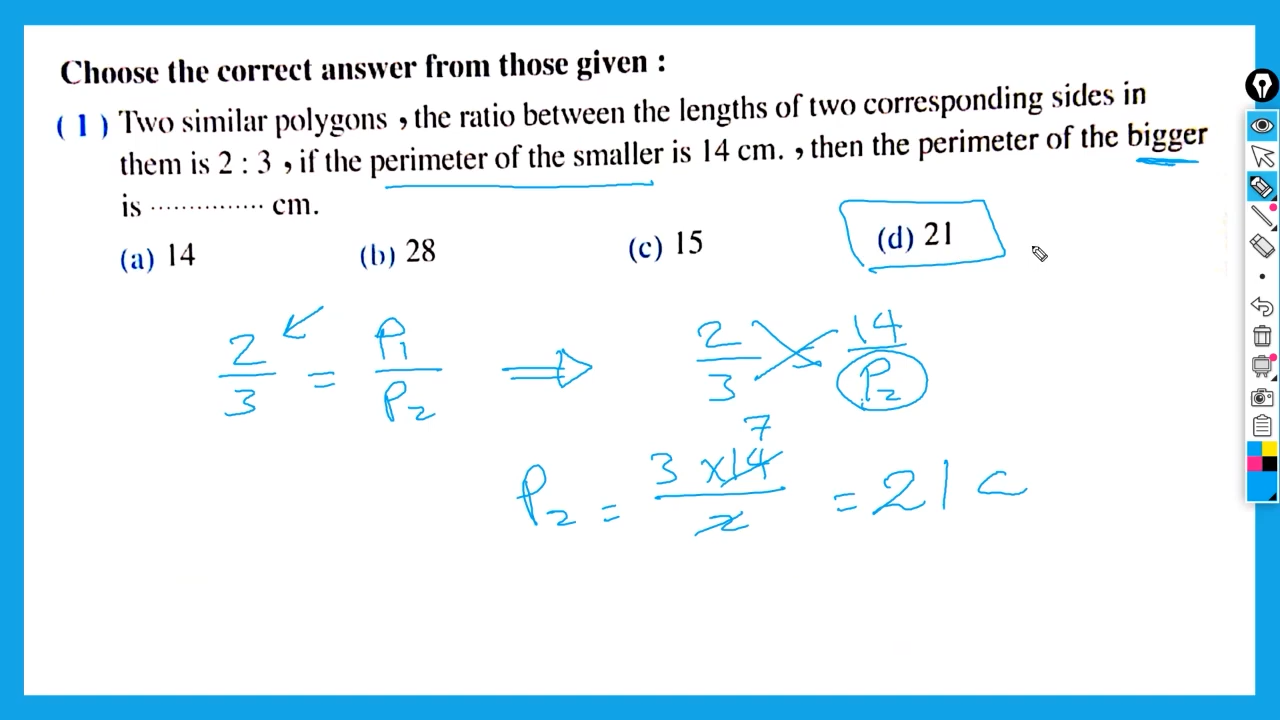 Choose the correct answer from those given :
( 1 ) Two similar polygons , the ratio between the lengths of two corresponding sides in
them is 2 : 3 , if the perimeter of the smaller is 14 cm. , then the perimeter of the bigger
is ··············· cm.
(a) 14 (b) 28 (c) 15 (d) 21
2/3 = P₁/P₂ ⇒ 2/3 14/P₂
7
P₂ = 3 × 14 / 2 = 21 c